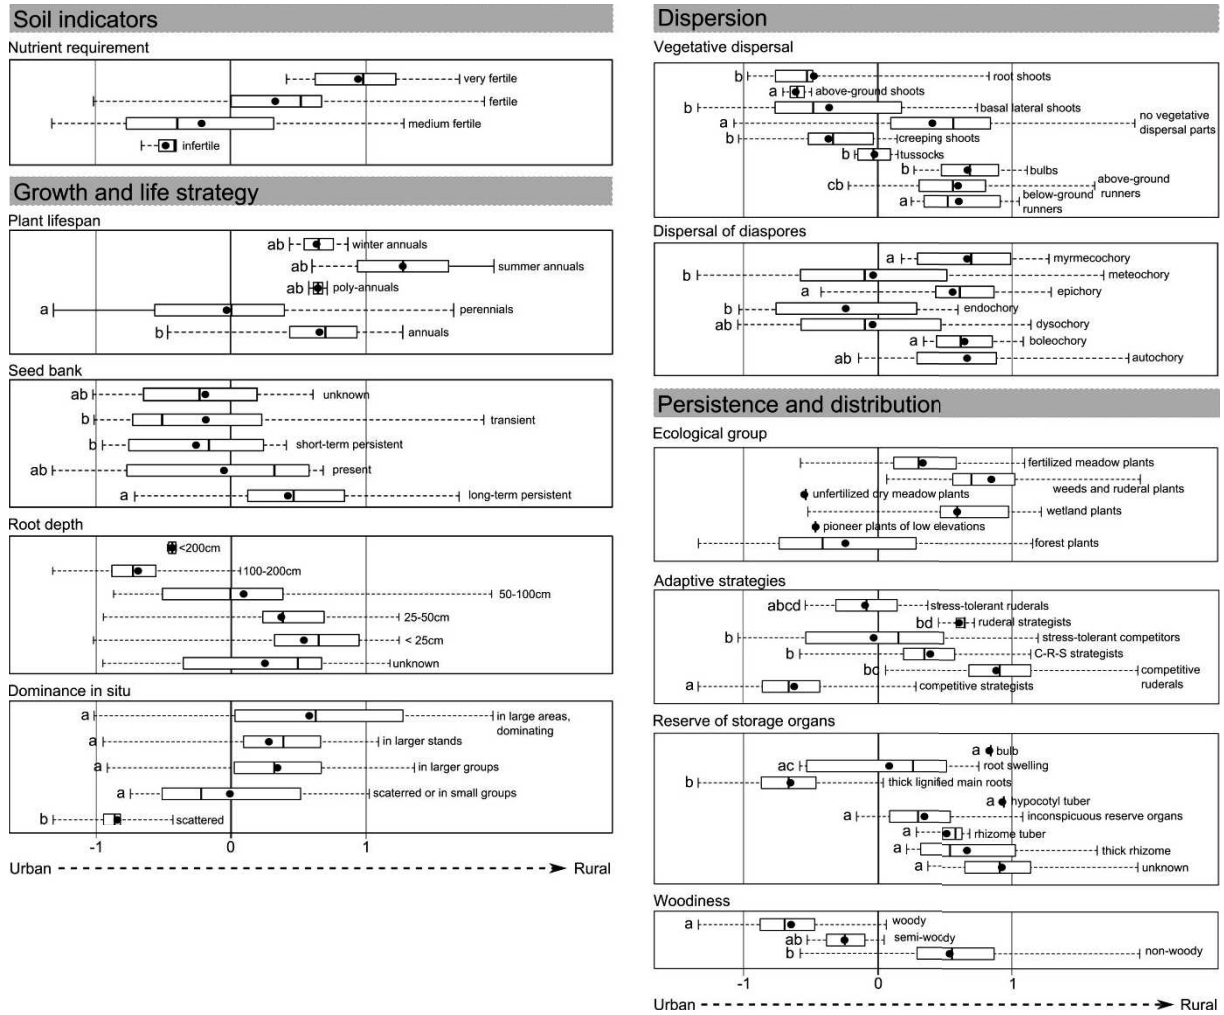 Soil indicators
Nutrient requirement
very fertile
fertile
medium fertile
infertile
Growth and life strategy
Plant lifespan
ab winter annuals
ab summer annuals
ab poly-annuals
a perennials
b annuals
Seed bank
ab unknown
b transient
b short-term persistent
ab present
a long-term persistent
Root depth
<200cm
100-200cm
50-100cm
25-50cm
< 25cm
unknown
Dominance in situ
a in large areas,
dominating
a in larger stands
a in larger groups
a scaterred or in small groups
b scattered
-1 0 1
Urban Rural
Dispersion
Vegetative dispersal
b root shoots
a above-ground shoots
b basal lateral shoots
a no vegetative
dispersal parts
b creeping shoots
b tussocks
b bulbs
cb above-ground
runners
a below-ground
runners
Dispersal of diaspores
a myrmecochory
b meteochory
a epichory
b endochory
ab dysochory
a boleochory
ab autochory
Persistence and distribution
Ecological group
fertilized meadow plants
weeds and ruderal plants
unfertilized dry meadow plants
wetland plants
pioneer plants of low elevations
forest plants
Adaptive strategies
abcd stress-tolerant ruderals
bd ruderal strategists
b stress-tolerant competitors
b C-R-S strategists
bc competitive
ruderals
a competitive strategists
Reserve of storage organs
a bulb
ac root swelling
b thick lignified main roots
a hypocotyl tuber
a inconspicuous reserve organs
a rhizome tuber
a thick rhizome
a unknown
Woodiness
a woody
ab semi-woody
b non-woody
-1 0 1
Urban Rural